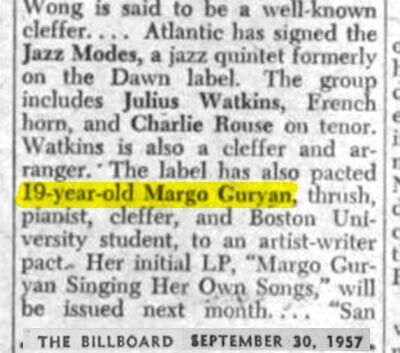 Wong is said to be a well-known
cleffer.... Atlantic has signed the
Jazz Modes, a jazz quintet formerly
on the Dawn label. The group
includes Julius Watkins, French
horn, and Charlie Rouse on tenor.
Watkins is also a cleffer and ar-
ranger. The label has also pacted
19-year-old Margo Guryan, thrush,
pianist, cleffer, and Boston Uni-
versity student, to an artist-writer
pact. Her initial LP, "Margo Gur-
yan Singing Her Own Songs," will
be issued next month.... "San
THE BILLBOARD SEPTEMBER 30, 1957